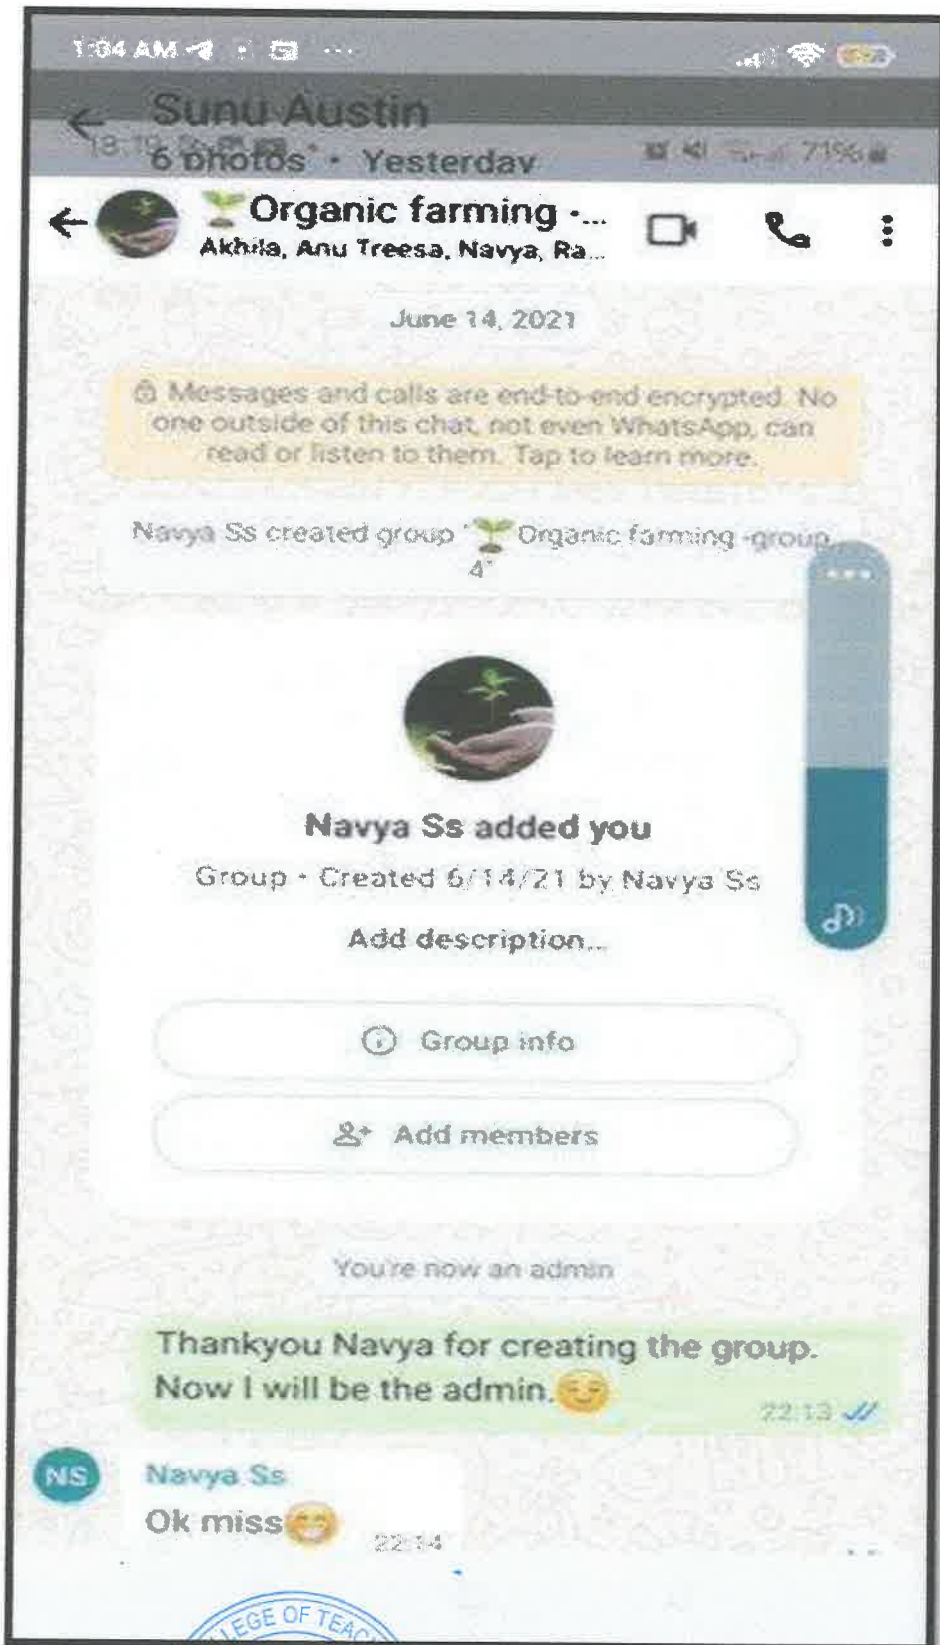 1:04 AM
Sunu Austin
6 photos • Yesterday
71%
Organic farming -...
Akhila, Anu Treesa, Navya, Ra...
June 14, 2021
Messages and calls are end-to-end encrypted. No
one outside of this chat, not even WhatsApp, can
read or listen to them. Tap to learn more.
Navya Ss created group "🌱Organic farming -group
4"
Navya Ss added you
Group • Created 6/14/21 by Navya Ss
Add description...
Group info
Add members
You're now an admin
Thankyou Navya for creating the group.
Now I will be the admin.😊
22:13
NS
Navya Ss
Ok miss😁
22:14
OF